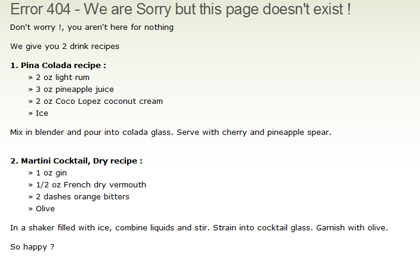 Error 404 - We are Sorry but this page doesn't exist !
Don't worry !, you aren't here for nothing
We give you 2 drink recipes
1. Pina Colada recipe :
» 2 oz light rum
» 3 oz pineapple juice
» 2 oz Coco Lopez coconut cream
» Ice
Mix in blender and pour into colada glass. Serve with cherry and pineapple spear.
2. Martini Cocktail, Dry recipe :
» 1 oz gin
» 1/2 oz French dry vermouth
» 2 dashes orange bitters
» Olive
In a shaker filled with ice, combine liquids and stir. Strain into cocktail glass. Garnish with olive.
So happy ?